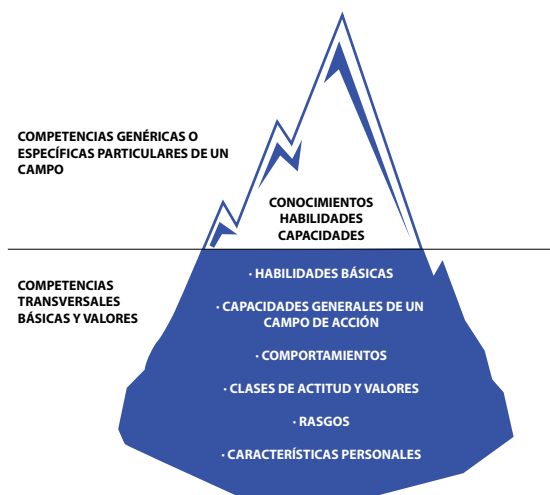 COMPETENCIAS GENÉRICAS O
ESPECÍFICAS PARTICULARES DE UN
CAMPO
CONOCIMIENTOS
HABILIDADES
CAPACIDADES
COMPETENCIAS
TRANSVERSALES
BÁSICAS Y VALORES
· HABILIDADES BÁSICAS
· CAPACIDADES GENERALES DE UN
CAMPO DE ACCIÓN
· COMPORTAMIENTOS
· CLASES DE ACTITUD Y VALORES
· RASGOS
· CARACTERÍSTICAS PERSONALES